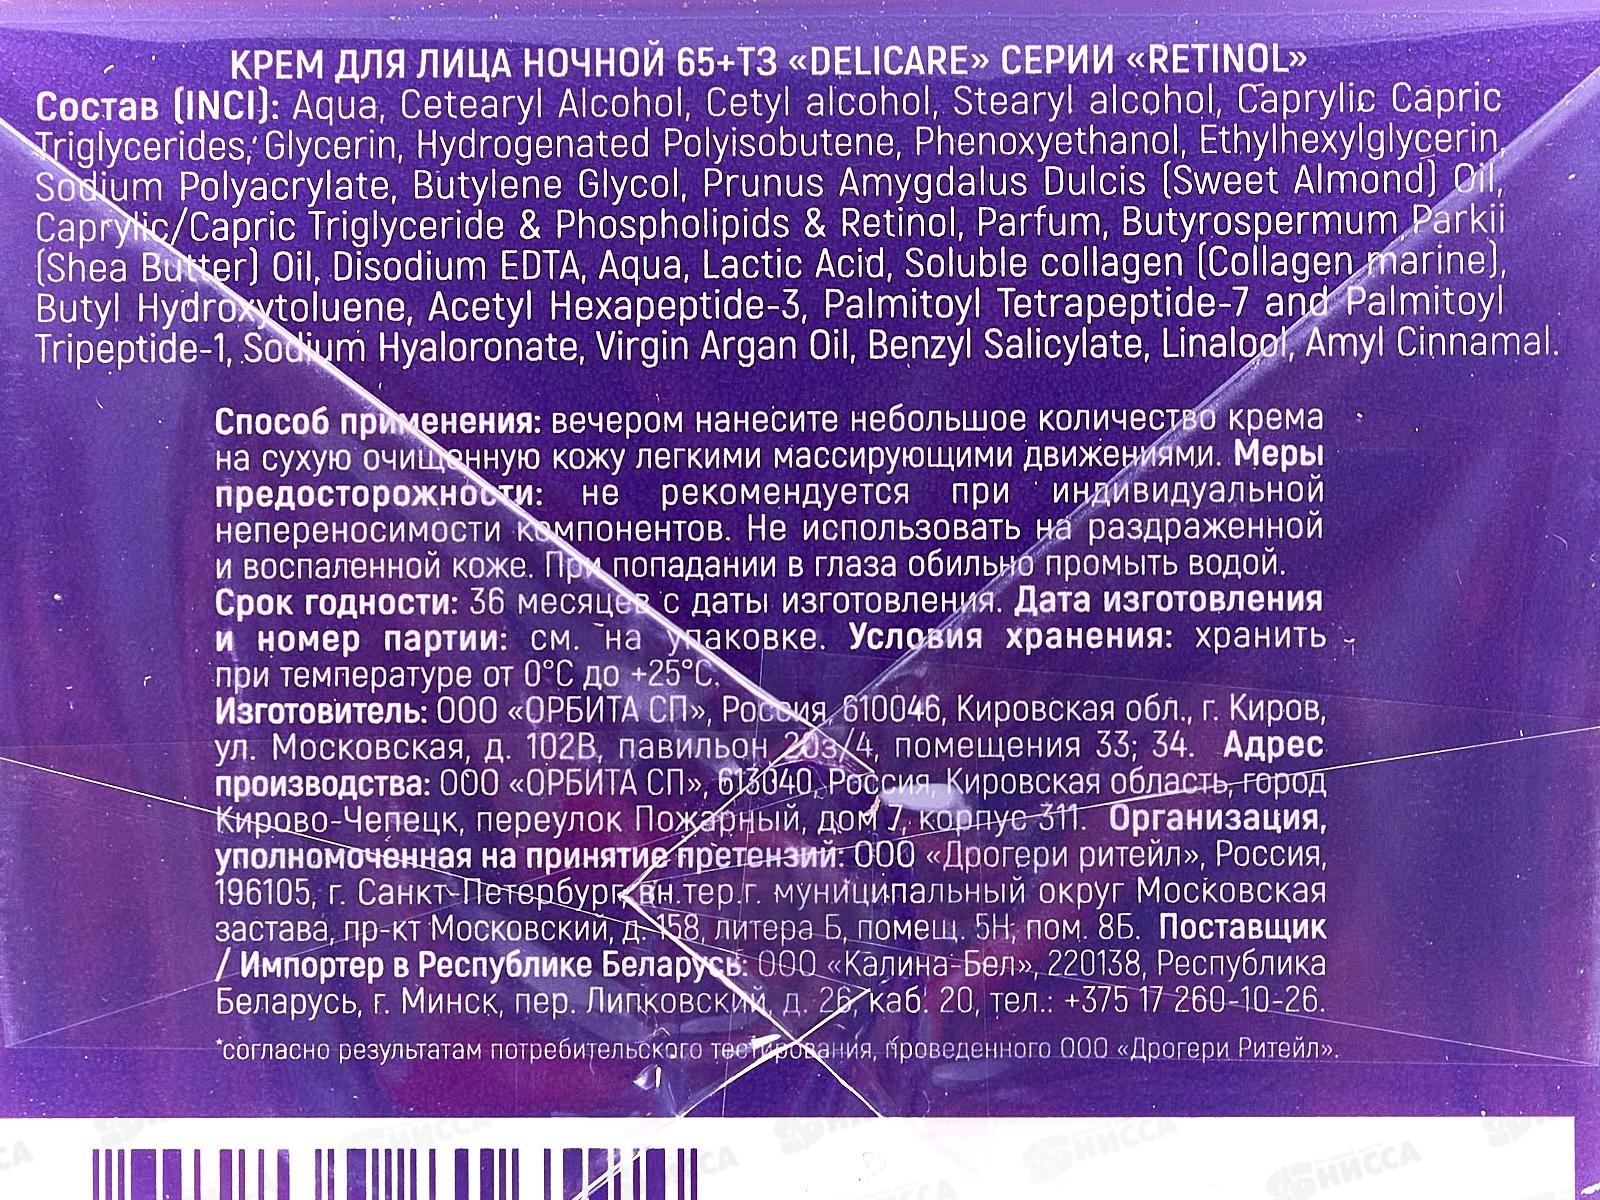 КРЕМ ДЛЯ ЛИЦА НОЧНОЙ 65+ТЗ «DELICARE» СЕРИИ «RETINOL»
Состав (INCI): Aqua, Cetearyl Alcohol, Cetyl alcohol, Stearyl alcohol, Caprylic Capric
Triglycerides, Glycerin, Hydrogenated Polyisobutene, Phenoxyethanol, Ethylhexylglycerin,
Sodium Polyacrylate, Butylene Glycol, Prunus Amygdalus Dulcis (Sweet Almond) Oil,
Caprylic/Capric Triglyceride & Phospholipids & Retinol, Parfum, Butyrospermum Parkii
(Shea Butter) Oil, Disodium EDTA, Aqua, Lactic Acid, Soluble collagen (Collagen marine),
Butyl Hydroxytoluene, Acetyl Hexapeptide-3, Palmitoyl Tetrapeptide-7 and Palmitoyl
Tripeptide-1, Sodium Hyaloronate, Virgin Argan Oil, Benzyl Salicylate, Linalool, Amyl Cinnamal.
Способ применения: вечером нанесите небольшое количество крема
на сухую очищенную кожу легкими массирующими движениями. Меры
предосторожности: не рекомендуется при индивидуальной
непереносимости компонентов. Не использовать на раздраженной
и воспаленной коже. При попадании в глаза обильно промыть водой.
Срок годности: 36 месяцев с даты изготовления. Дата изготовления
и номер партии: см. на упаковке. Условия хранения: хранить
при температуре от 0°С до +25°С.
Изготовитель: ООО «ОРБИТА СП», Россия, 610046, Кировская обл., г. Киров,
ул. Московская, д. 102В, павильон 20з/4, помещения 33; 34. Адрес
производства: ООО «ОРБИТА СП», 613040, Россия, Кировская область, город
Кирово-Чепецк, переулок Пожарный, дом 7, корпус 311. Организация,
уполномоченная на принятие претензий: ООО «Дрогери ритейл», Россия,
196105, г. Санкт-Петербург, вн.тер.г. муниципальный округ Московская
застава, пр-кт Московский, д. 158, литера Б, помещ. 5Н, пом. 8Б. Поставщик
/ Импортер в Республике Беларусь: ООО «Калина-Бел», 220138, Республика
Беларусь, г. Минск, пер. Липковский, д. 26, каб. 20, тел.: +375 17 260-10-26.
*согласно результатам потребительского тестирования, проведенного ООО «Дрогери Ритейл».
НИССА НИССА НИССА